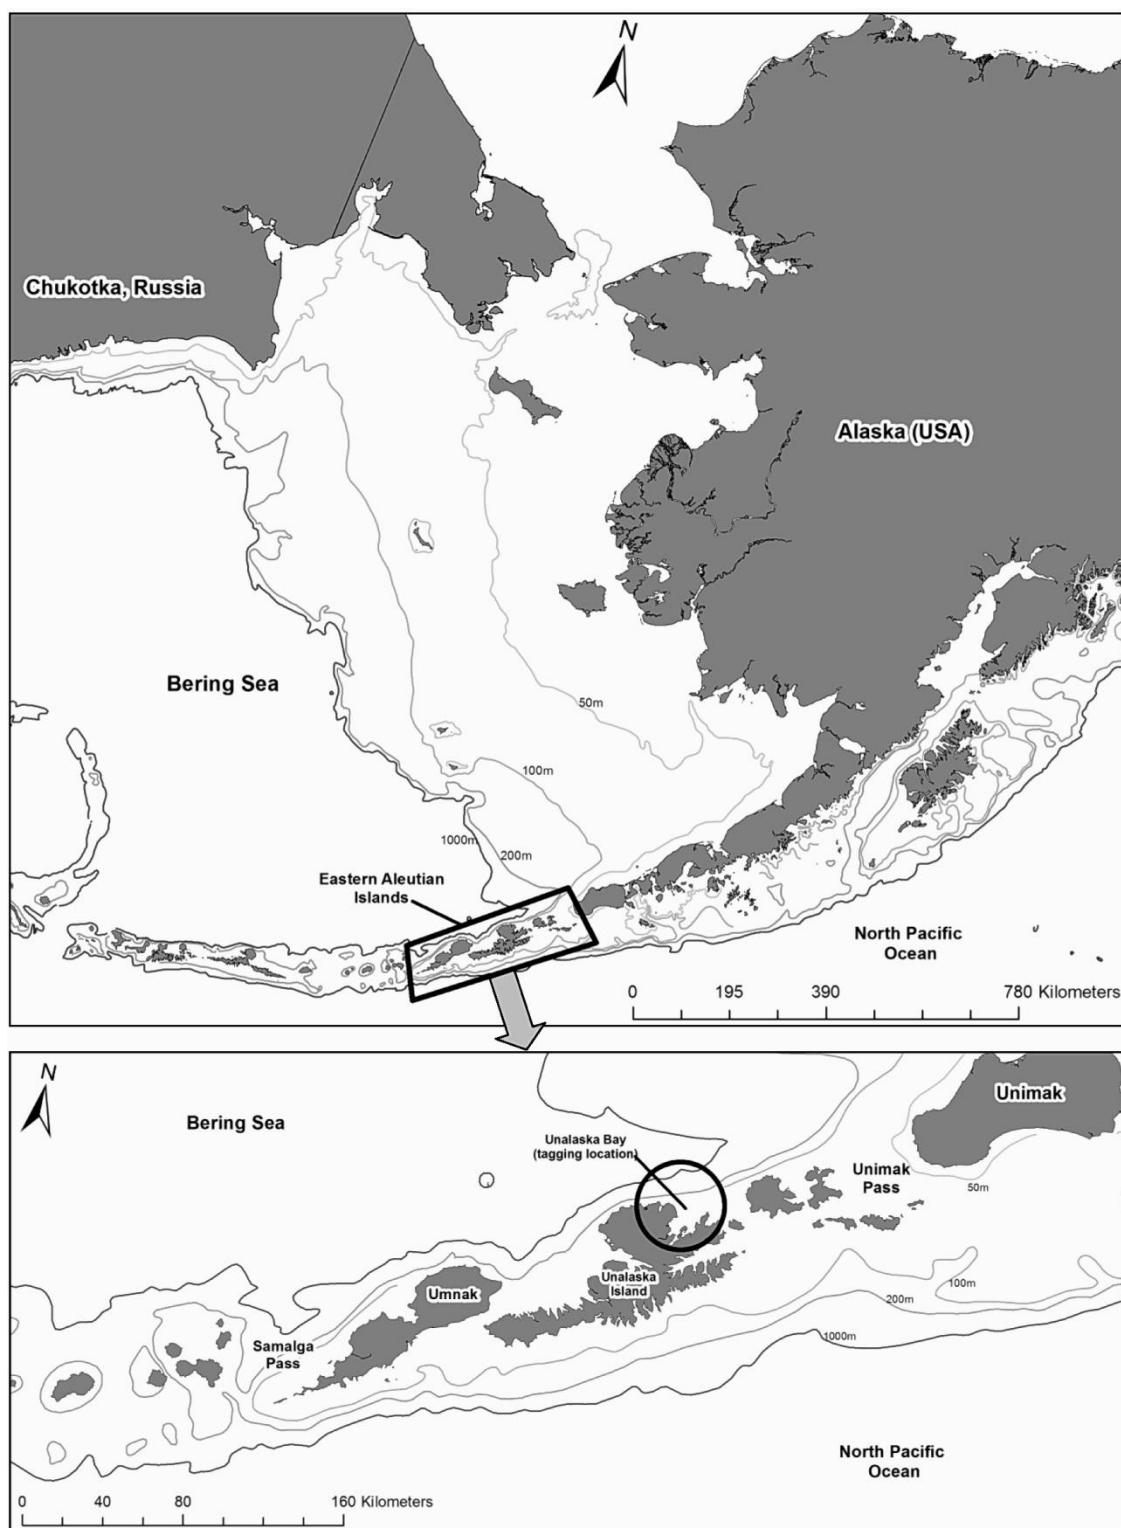 N
Chukotka, Russia
Alaska (USA)
Bering Sea
50m
100m
1000m
200m
Eastern Aleutian
Islands
North Pacific
Ocean
0 195 390 780 Kilometers
N
Bering Sea
Unimak
Unalaska Bay
(tagging location)
Unimak
Pass
50m
Unalaska
Island
Umnak
100m
200m
1000m
Samalga
Pass
North Pacific
Ocean
0 40 80 160 Kilometers